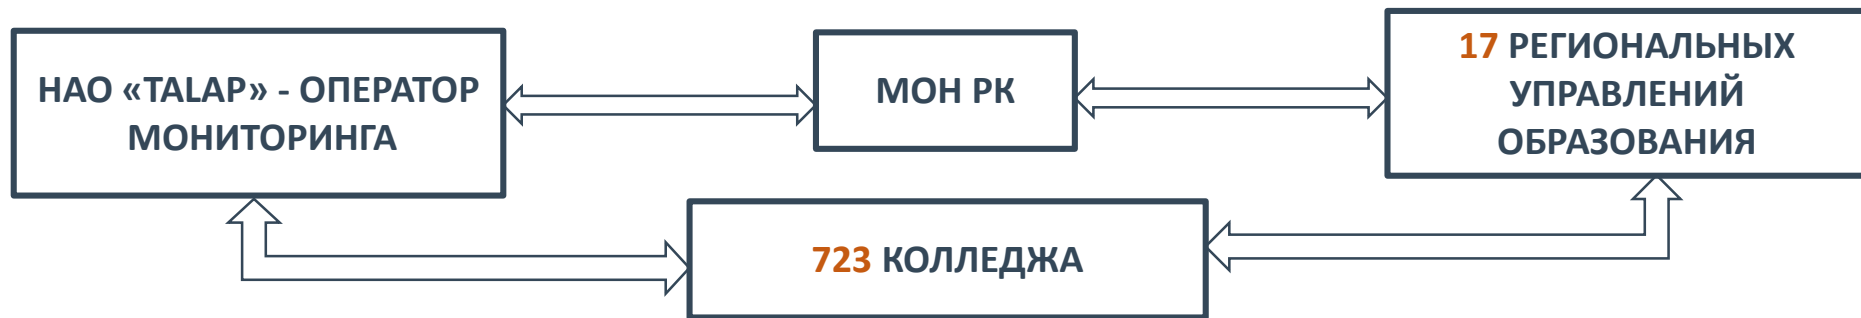 НАО «TALAP» - ОПЕРАТОР
МОНИТОРИНГА
МОН РК
17 РЕГИОНАЛЬНЫХ
УПРАВЛЕНИЙ
ОБРАЗОВАНИЯ
723 КОЛЛЕДЖА